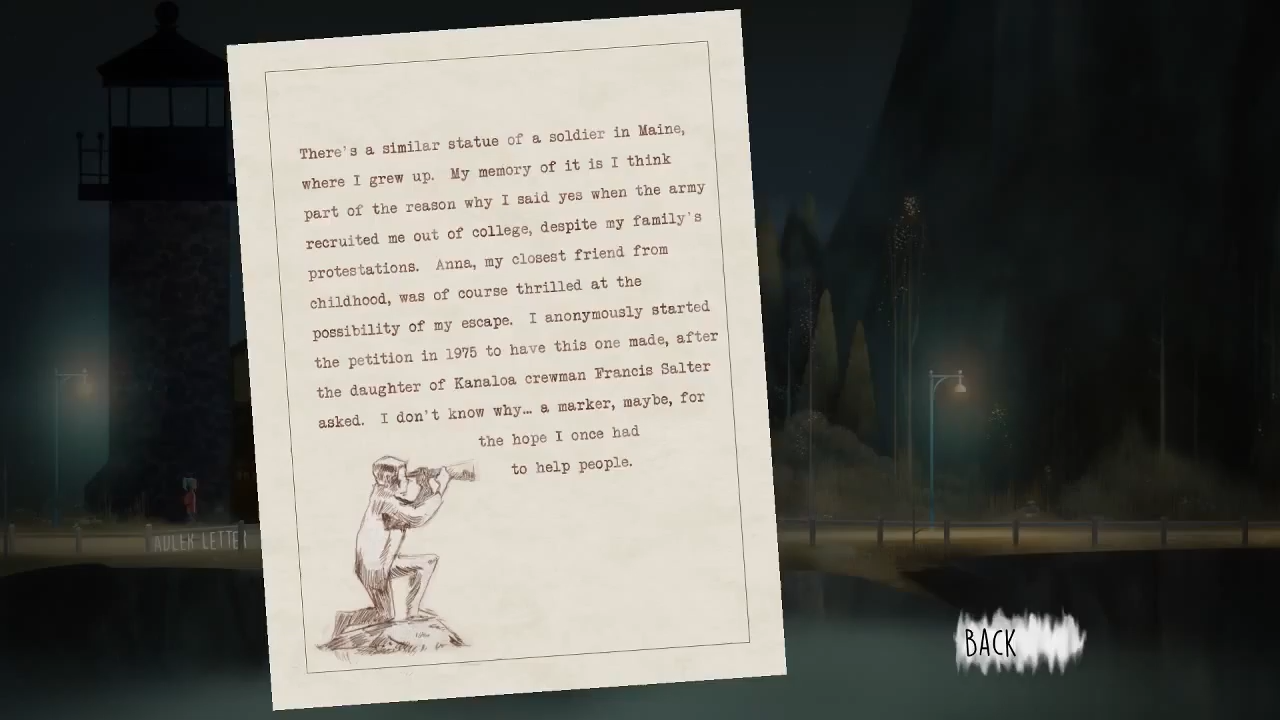 There's a similar statue of a soldier in Maine,
where I grew up.  My memory of it is I think
part of the reason why I said yes when the army
recruited me out of college, despite my family's
protestations.  Anna, my closest friend from
childhood, was of course thrilled at the
possibility of my escape.  I anonymously started
the petition in 1975 to have this one made, after
the daughter of Kanaloa crewman Francis Salter
asked.  I don't know why… a marker, maybe, for
the hope I once had
to help people.
ADLER LETTER
BACK